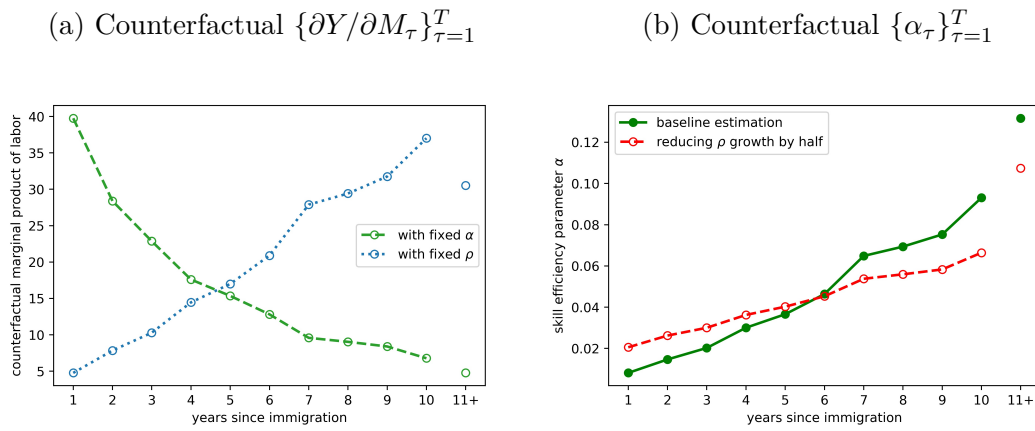 (a) Counterfactual {∂Y/∂M_τ}_{τ=1}^T
(b) Counterfactual {α_τ}_{τ=1}^T
counterfactual marginal product of labor
40
35
30
25
20
15
10
5
with fixed α
with fixed ρ
1 2 3 4 5 6 7 8 9 10 11+
years since immigration
skill efficiency parameter α
0.12
0.10
0.08
0.06
0.04
0.02
baseline estimation
reducing ρ growth by half
1 2 3 4 5 6 7 8 9 10 11+
years since immigration